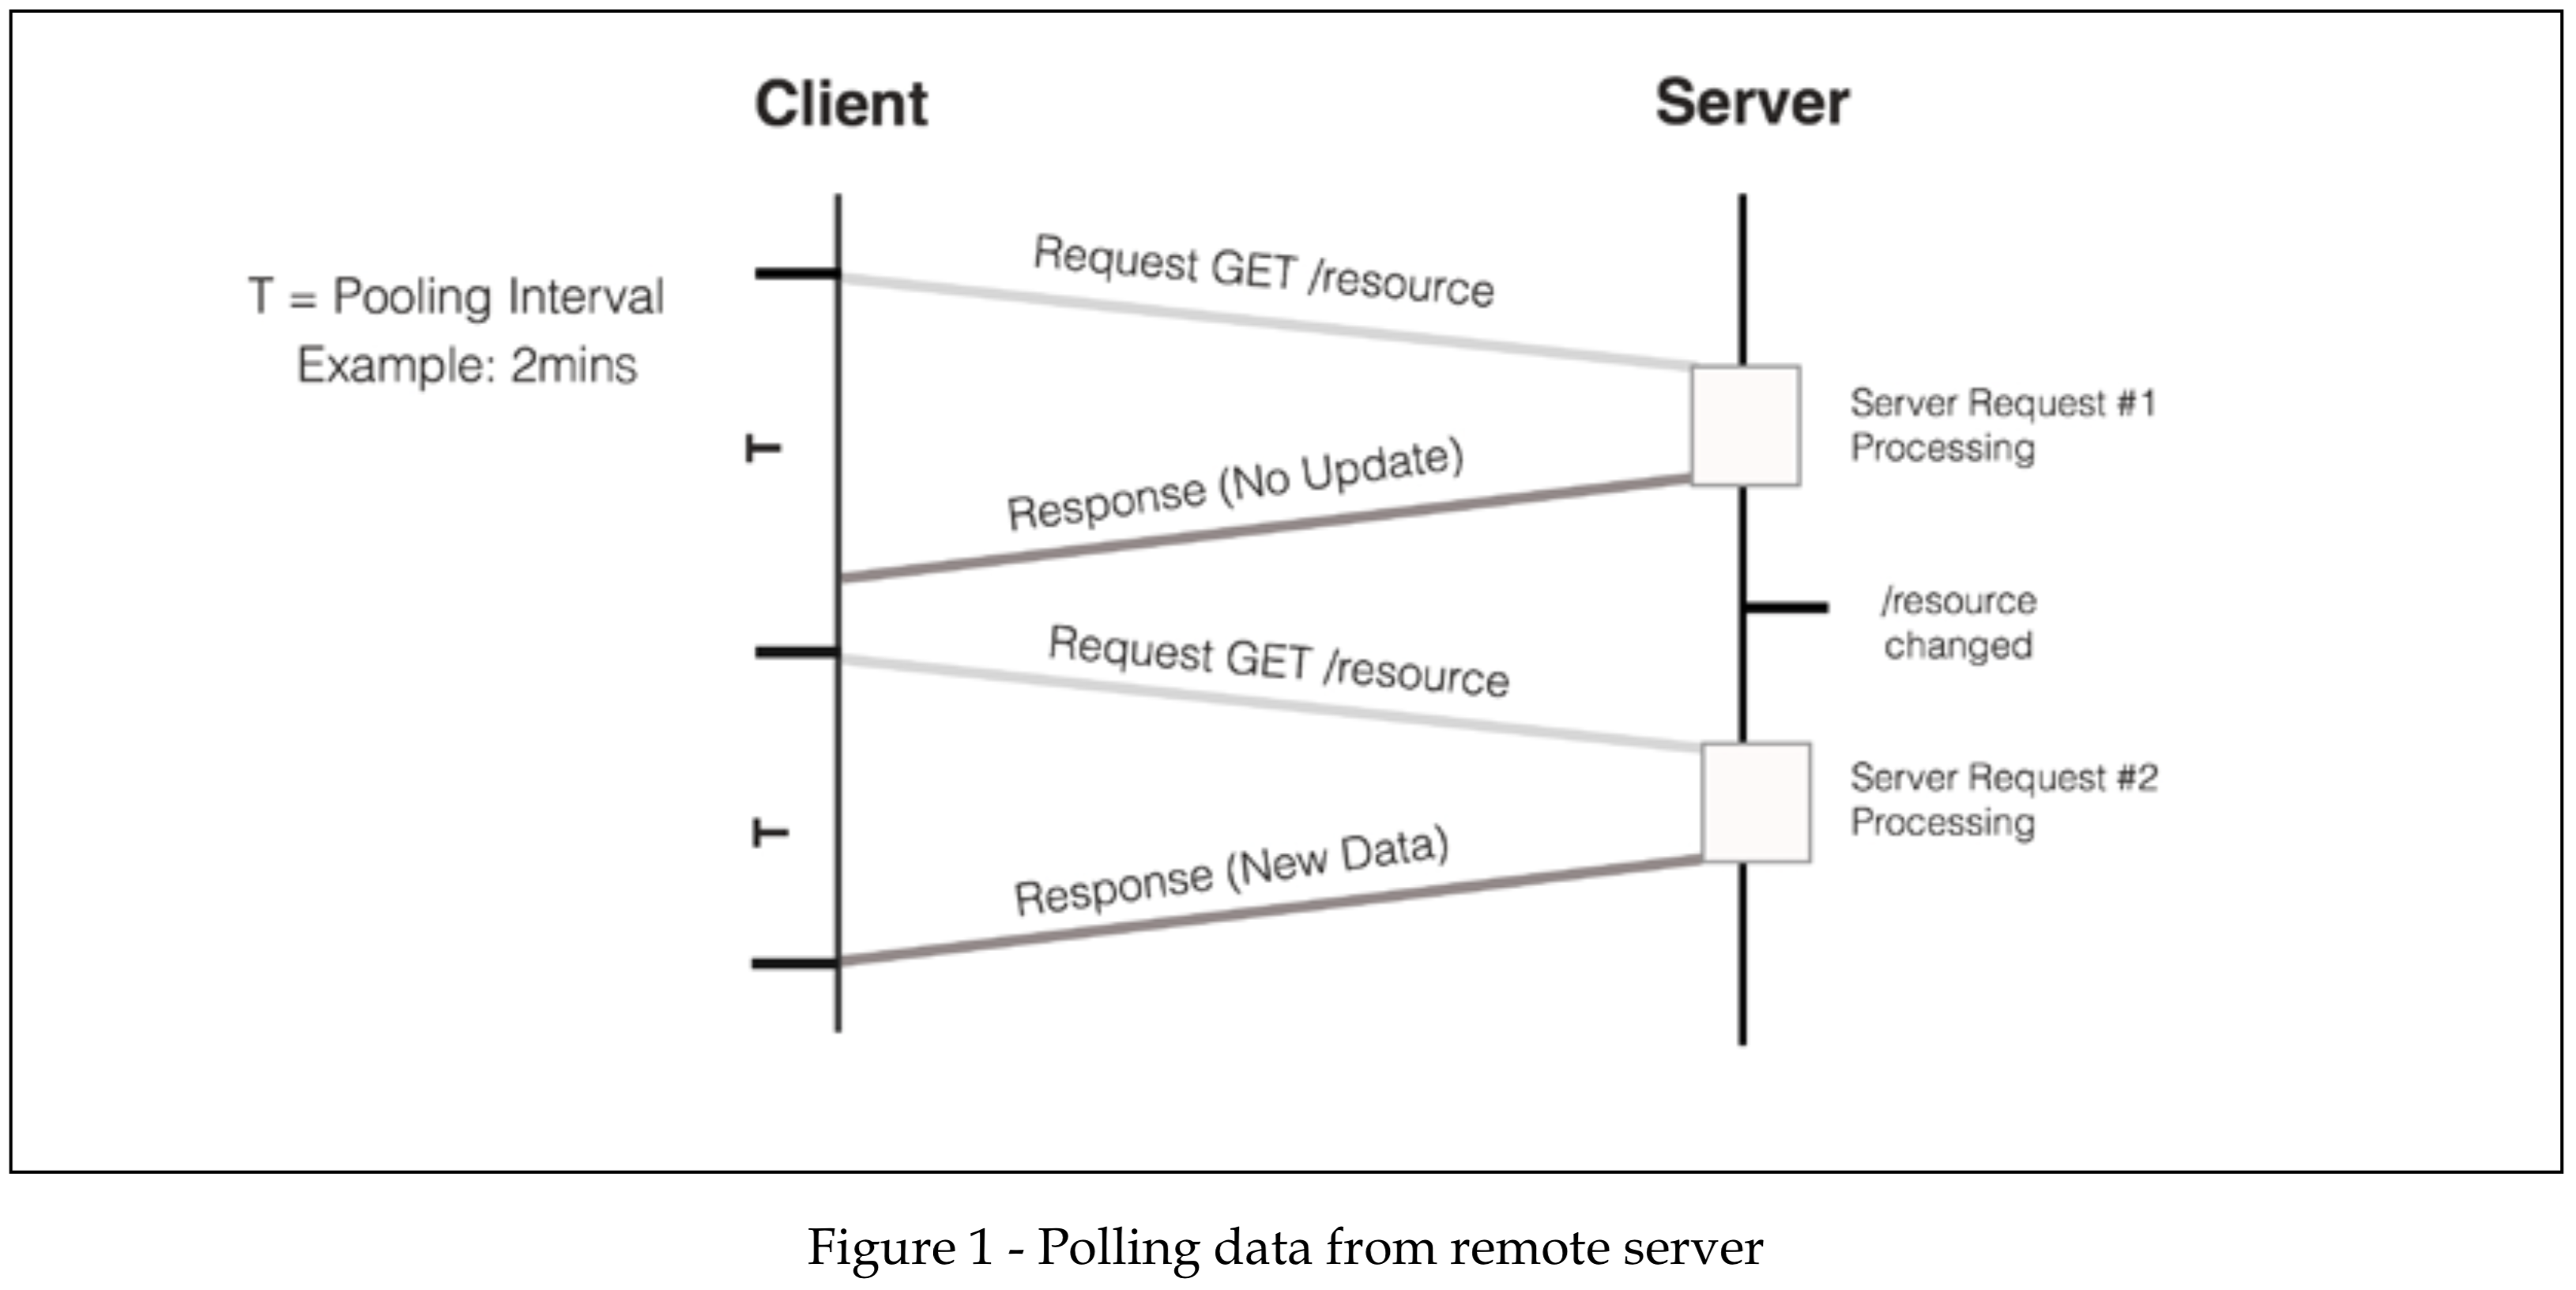 Client
Server
Request GET /resource
T = Pooling Interval
Example: 2mins
Server Request #1
Processing
T
Response (No Update)
/resource
changed
Request GET /resource
Server Request #2
Processing
T
Response (New Data)
Figure 1 - Polling data from remote server